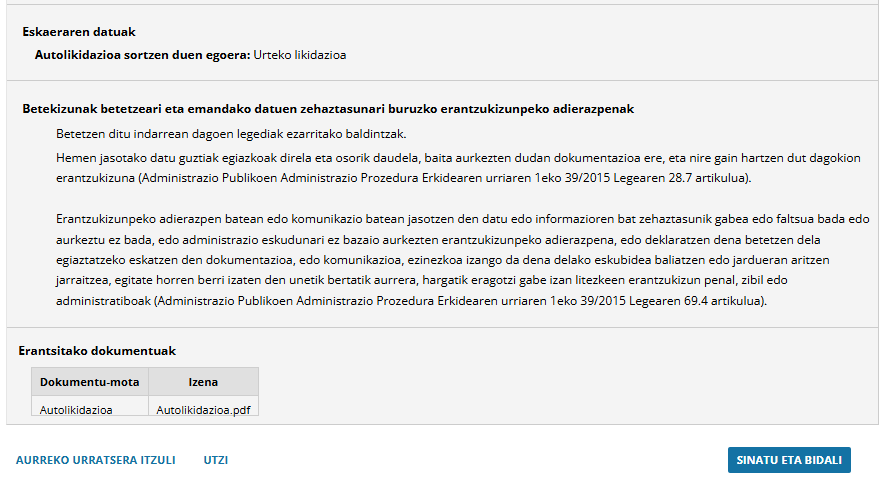 Eskaeraren datuak
Autolikidazioa sortzen duen egoera: Urteko likidazioa
Betekizunak betetzeari eta emandako datuen zehaztasunari buruzko erantzukizunpeko adierazpenak
Betetzen ditu indarrean dagoen legediak ezarritako baldintzak.
Hemen jasotako datu guztiak egiazkoak direla eta osorik daudela, baita aurkezten dudan dokumentazioa ere, eta nire gain hartzen dut dagokion
erantzukizuna (Administrazio Publikoen Administrazio Prozedura Erkidearen urriaren 1eko 39/2015 Legearen 28.7 artikulua).
Erantzukizunpeko adierazpen batean edo komunikazio batean jasotzen den datu edo informazioren bat zehaztasunik gabea edo faltsua bada edo
aurkeztu ez bada, edo administrazio eskudunari ez bazaio aurkezten erantzukizunpeko adierazpena, edo deklaratzen dena betetzen dela
egiaztatzeko eskatzen den dokumentazioa, edo komunikazioa, ezinezkoa izango da dena delako eskubidea baliatzen edo jardueran aritzen
jarraitzea, egitate horren berri izaten den unetik bertatik aurrera, hargatik eragotzi gabe izan litezkeen erantzukizun penal, zibil edo
administratiboak (Administrazio Publikoen Administrazio Prozedura Erkidearen urriaren 1eko 39/2015 Legearen 69.4 artikulua).
Erantsitako dokumentuak
Dokumentu-mota Izena
Autolikidazioa Autolikidazioa.pdf
AURREKO URRATSERA ITZULI UTZI SINATU ETA BIDALI